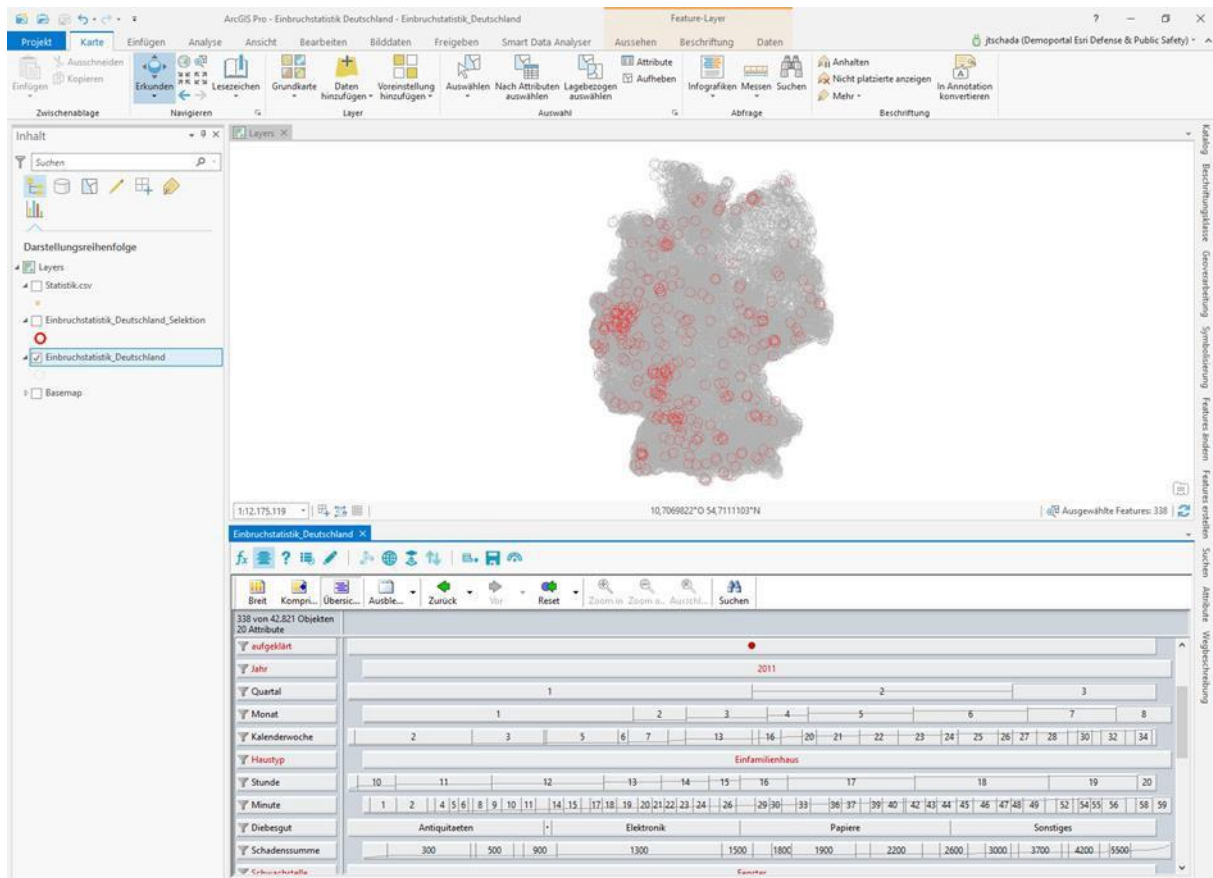 ArcGIS Pro - Einbruchstatistik Deutschland - Einbruchstatistik_Deutschland
Feature-Layer
? — X
Projekt Karte Einfügen Analyse Ansicht Bearbeiten Bilddaten Freigeben Smart Data Analyser Aussehen Beschriftung Daten
jtschada (Demoportal Esri Defense & Public Safety)
Einfügen
Ausschneiden
Kopieren
Zwischenablage
Erkunden
Lesezeichen
Navigieren
Grundkarte
Daten hinzufügen
Voreinstellung hinzufügen
Layer
Auswählen
Nach Attributen auswählen
Lagebezogen auswählen
Attribute
Aufheben
Auswahl
Infografiken
Messen
Suchen
Abfrage
Anhalten
Nicht platzierte anzeigen
Mehr
In Annotation konvertieren
Beschriftung
Inhalt
Suchen
Darstellungsreihenfolge
Layers
Statistik.csv
Einbruchstatistik_Deutschland_Selektion
Einbruchstatistik_Deutschland
Basemap
Layers
1:12.175.119
10,7069822°O 54,7111103°N
Ausgewählte Features: 338
Einbruchstatistik_Deutschland
Breit Kompri... Übersic... Ausble... Zurück Vor Reset Zoom in Zoom a... Suchen
338 von 42.821 Objekten
20 Attribute
aufgeklärt
Jahr 2011
Quartal 1 2 3
Monat 1 2 3 4 5 6 7 8
Kalenderwoche 2 3 5 6 7 13 16 20 21 22 23 24 25 26 27 28 30 32 34
Haustyp Einfamilienhaus
Stunde 10 11 12 13 14 15 16 17 18 19 20
Minute 1 2 4 5 6 8 9 10 11 14 15 17 18 19 20 21 22 23 24 26 29 30 33 36 37 39 40 42 43 44 45 46 47 48 49 52 54 55 56 58 59
Diebesgut Antiquitaeten Elektronik Papiere Sonstiges
Schadenssumme 300 500 900 1300 1500 1800 1900 2200 2600 3000 3700 4200 5500
Schwachstelle Fenster
Katalog
Beschriftungsklasse
Geoverarbeitung
Symbolisierung
Features ändern
Features erstellen
Suchen
Attribute
Wegbeschreibung